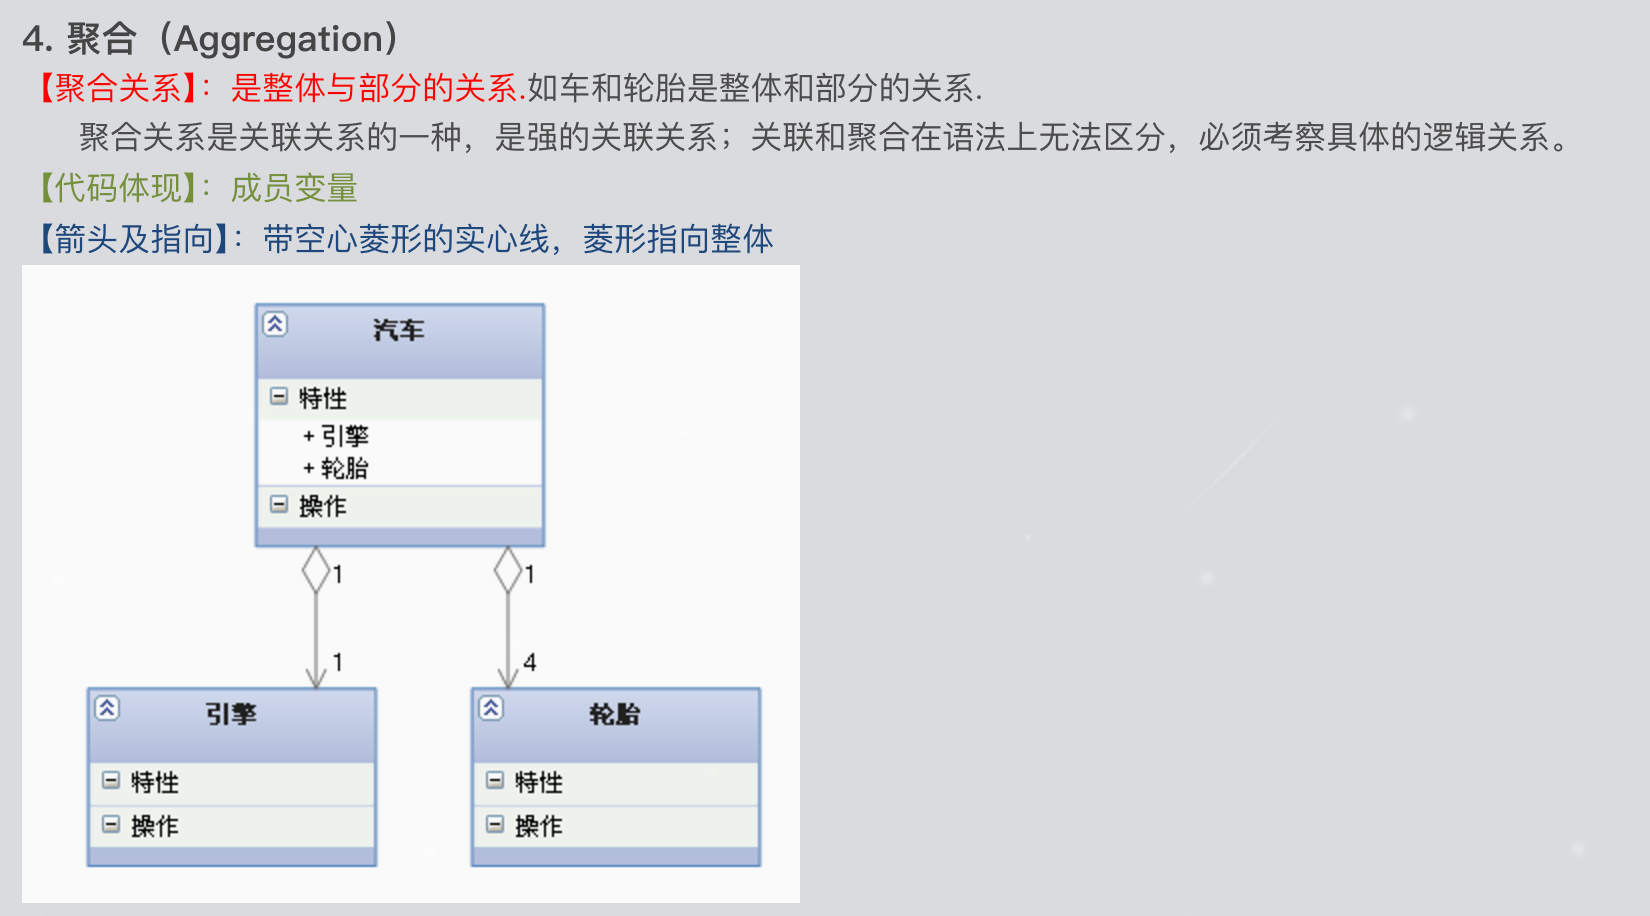 4. 聚合（Aggregation）
【聚合关系】：是整体与部分的关系.如车和轮胎是整体和部分的关系.
聚合关系是关联关系的一种，是强的关联关系；关联和聚合在语法上无法区分，必须考察具体的逻辑关系。
【代码体现】：成员变量
【箭头及指向】：带空心菱形的实心线，菱形指向整体
汽车
特性
+ 引擎
+ 轮胎
操作
1
1
1
4
引擎
特性
操作
轮胎
特性
操作